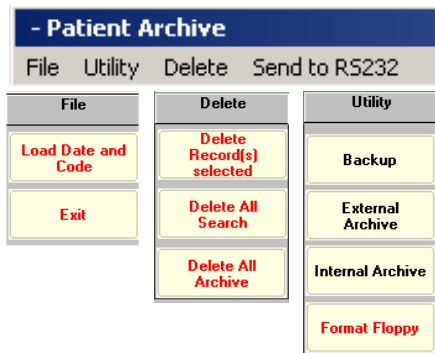 - Patient Archive
File Utility Delete Send to RS232
File
Load Date and
Code
Exit
Delete
Delete
Record(s)
selected
Delete All
Search
Delete All
Archive
Utility
Backup
External
Archive
Internal Archive
Format Floppy